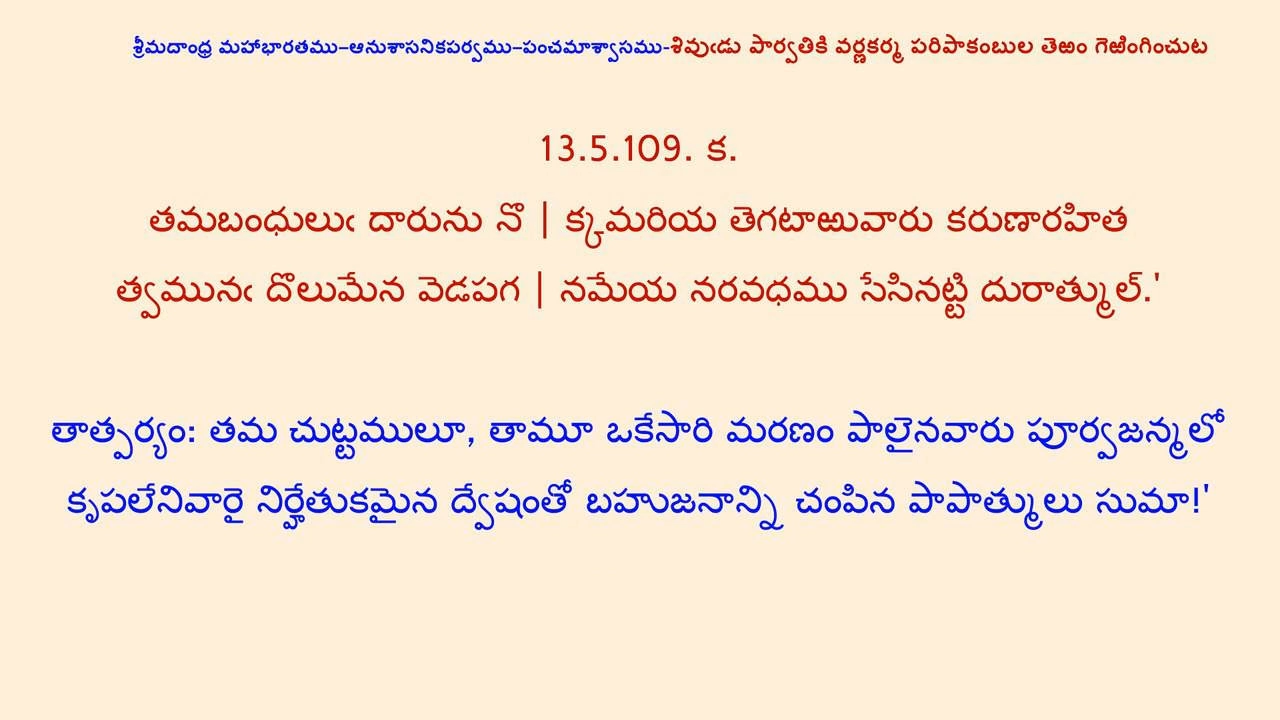 శ్రీమదాంధ్ర మహాభారతము–ఆనుశాసనికపర్వము–పంచమాశ్వాసము-శివుఁడు పార్వతికి వర్ణకర్మ పరిపాకంబుల తెఱం గెఱింగించుట
13.5.109. క.
తమబంధులుఁ దారును నొ | క్కమరియ తెగటాఱువారు కరుణారహిత
త్వమునఁ దొలుమేన వెడపగ | నమేయ నరవధము సేసినట్టి దురాత్ముల్.'
తాత్పర్యం: తమ చుట్టములూ, తామూ ఒకేసారి మరణం పాలైనవారు పూర్వజన్మలో
కృపలేనివారై నిర్హేతుకమైన ద్వేషంతో బహుజనాన్ని చంపిన పాపాత్ములు సుమా!'